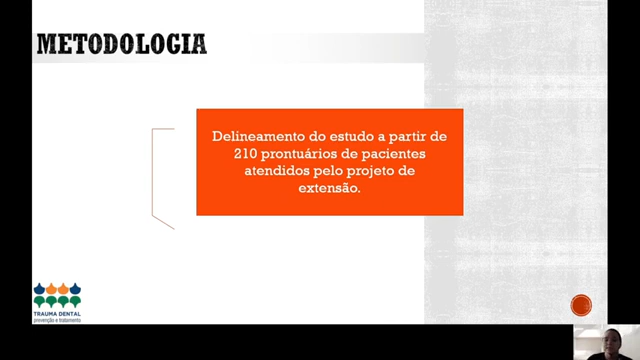 METODOLOGIA
Delineamento do estudo a partir de
210 prontuários de pacientes
atendidos pelo projeto de
extensão.
TRAUMA DENTAL
prevenção e tratamento